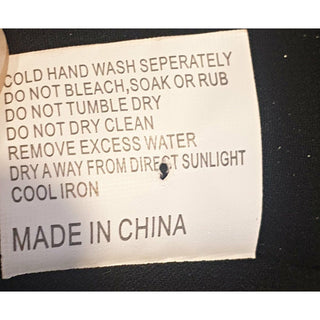 COLD HAND WASH SEPERATELY
DO NOT BLEACH,SOAK OR RUB
DO NOT TUMBLE DRY
DO NOT DRY CLEAN
REMOVE EXCESS WATER
DRY A WAY FROM DIRECT SUNLIGHT
COOL IRON
MADE IN CHINA